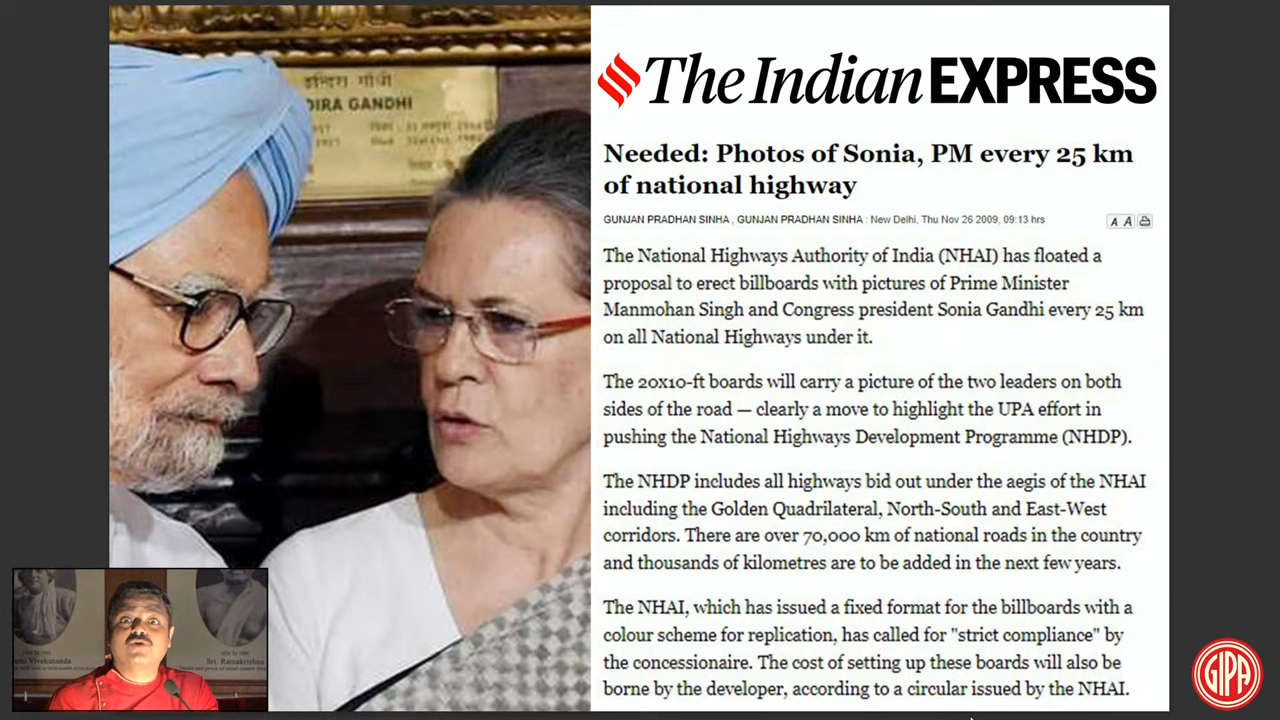 इन्दिरा गांधी
DIRA GANDHI
The Indian EXPRESS
Needed: Photos of Sonia, PM every 25 km
of national highway
GUNJAN PRADHAN SINHA , GUNJAN PRADHAN SINHA : New Delhi, Thu Nov 26 2009, 09:13 hrs
A A
The National Highways Authority of India (NHAI) has floated a
proposal to erect billboards with pictures of Prime Minister
Manmohan Singh and Congress president Sonia Gandhi every 25 km
on all National Highways under it.
The 20x10-ft boards will carry a picture of the two leaders on both
sides of the road — clearly a move to highlight the UPA effort in
pushing the National Highways Development Programme (NHDP).
The NHDP includes all highways bid out under the aegis of the NHAI
including the Golden Quadrilateral, North-South and East-West
corridors. There are over 70,000 km of national roads in the country
and thousands of kilometres are to be added in the next few years.
The NHAI, which has issued a fixed format for the billboards with a
colour scheme for replication, has called for "strict compliance" by
the concessionaire. The cost of setting up these boards will also be
borne by the developer, according to a circular issued by the NHAI.
ami Vivekananda
Sri. Ramakrishna
GIPA